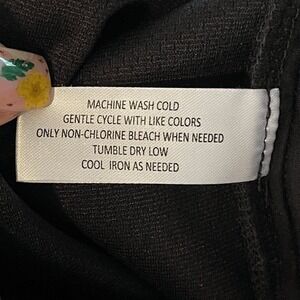 MACHINE WASH COLD
GENTLE CYCLE WITH LIKE COLORS
ONLY NON-CHLORINE BLEACH WHEN NEEDED
TUMBLE DRY LOW
COOL IRON AS NEEDED